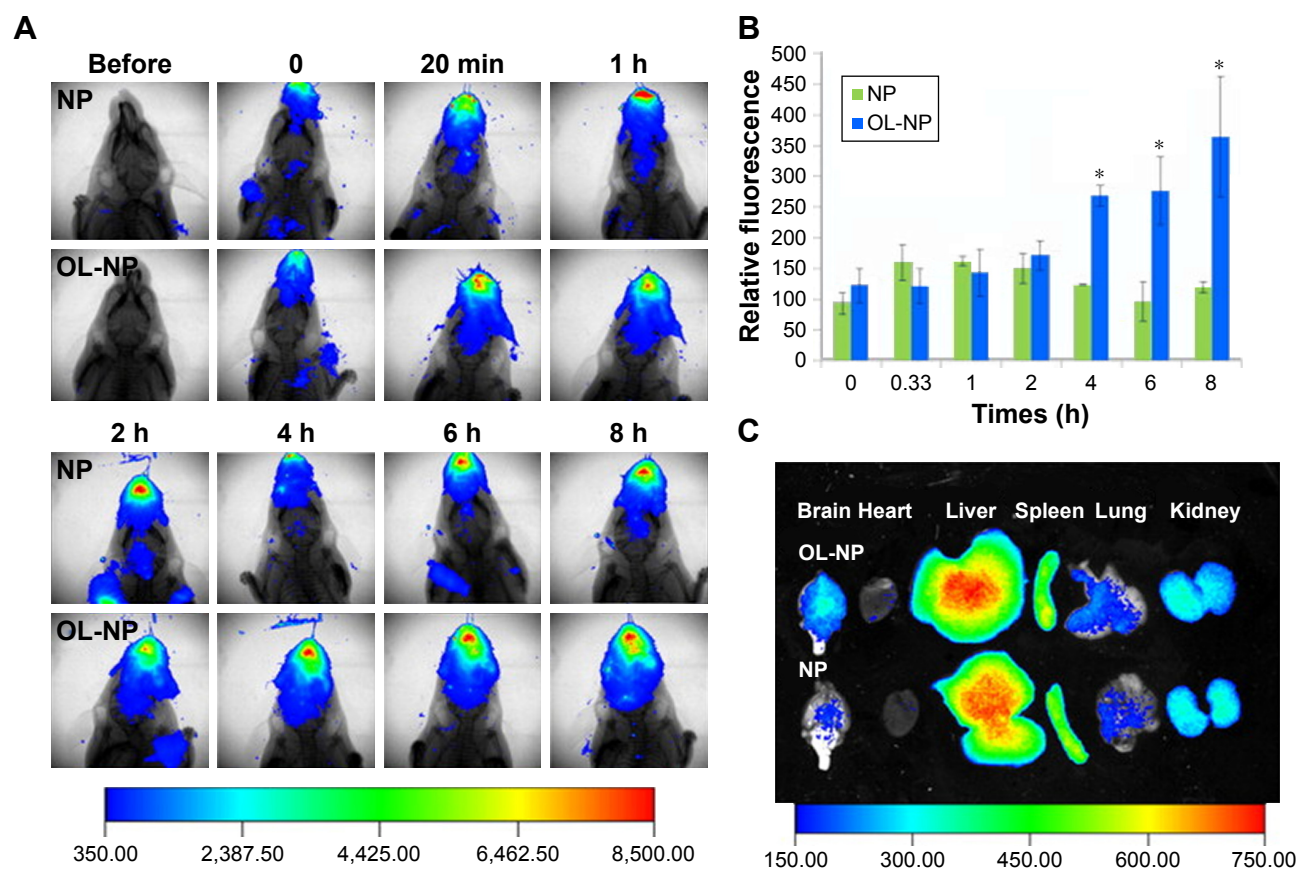 A
Before 0 20 min 1 h
NP
OL-NP
2 h 4 h 6 h 8 h
NP
OL-NP
350.00 2,387.50 4,425.00 6,462.50 8,500.00
B
500
450
400
350
300
250
200
150
100
50
0
Relative fluorescence
NP
OL-NP
* * *
0 0.33 1 2 4 6 8
Times (h)
C
Brain Heart Liver Spleen Lung Kidney
OL-NP
NP
150.00 300.00 450.00 600.00 750.00